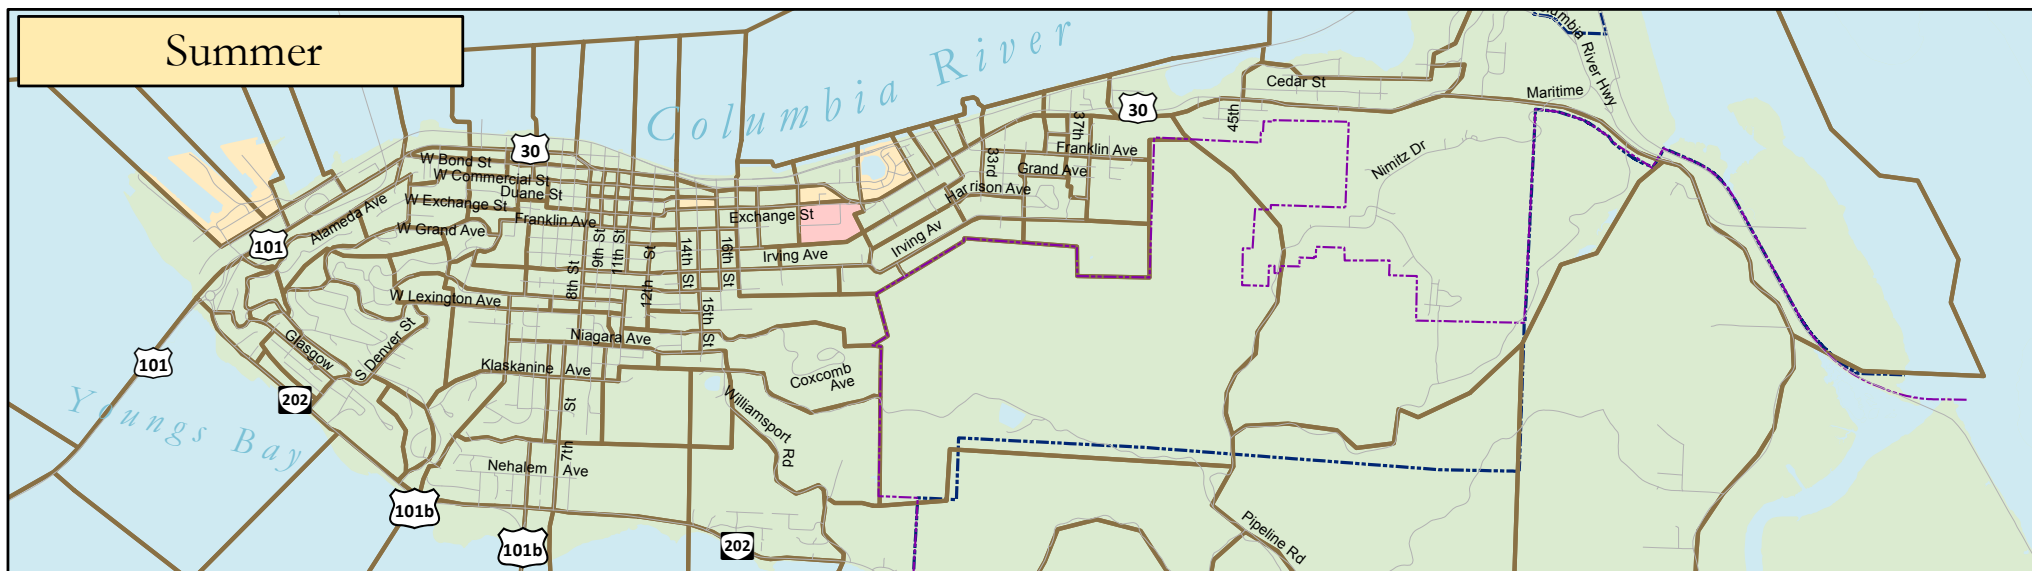 Summer
Columbia River
Columbia River Hwy
30
Cedar St
45th
Maritime
37th
30
Franklin Ave
33rd
Grand Ave
Nimitz Dr
W Bond St
W Commercial St
Duane St
Harrison Ave
W Exchange St
Alameda Ave
Franklin Ave
Exchange St
W Grand Ave
101
9th St
11th St
12th St
14th St
16th St
Irving Av
Irving Ave
8th St
W Lexington Ave
15th St
Niagara Ave
Glasgow
S Denver St
101
Klaskanine Ave
Coxcomb
Ave
202
Youngs Bay
Williamsport Rd
7th St
Nehalem Ave
101b
101b
202
Pipeline Rd